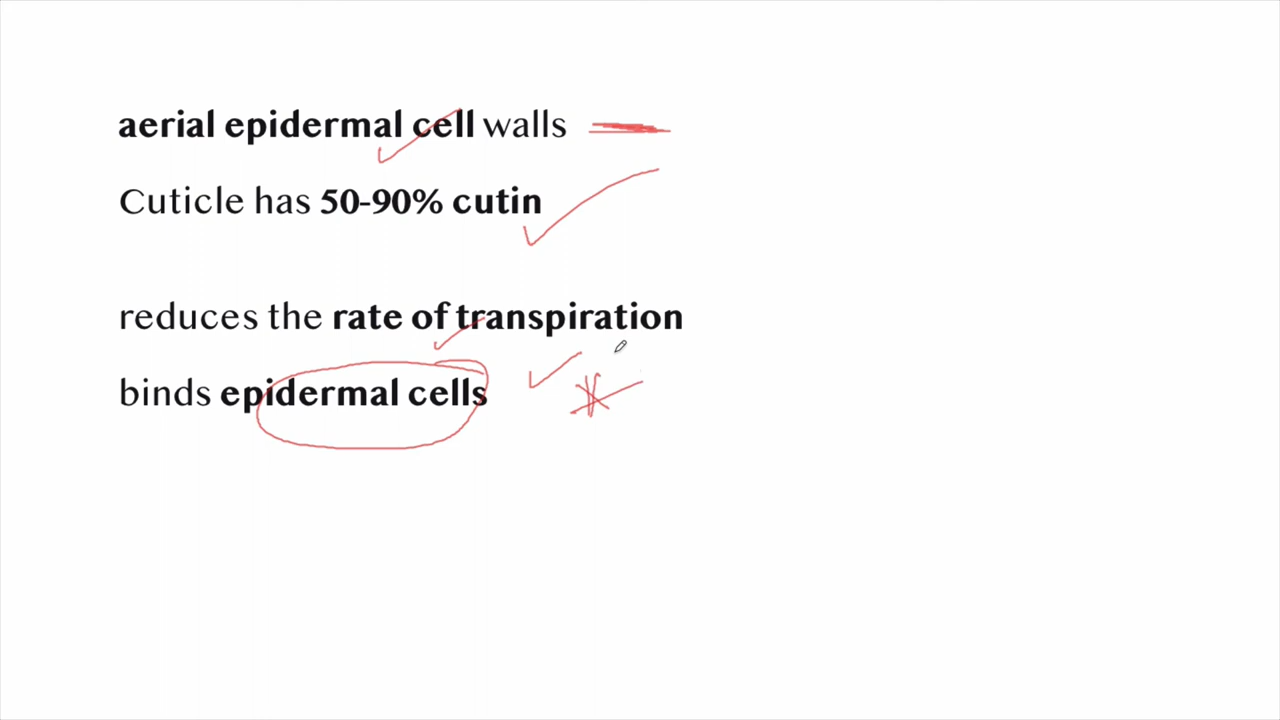 aerial epidermal cell walls
Cuticle has 50-90% cutin
reduces the rate of transpiration
binds epidermal cells